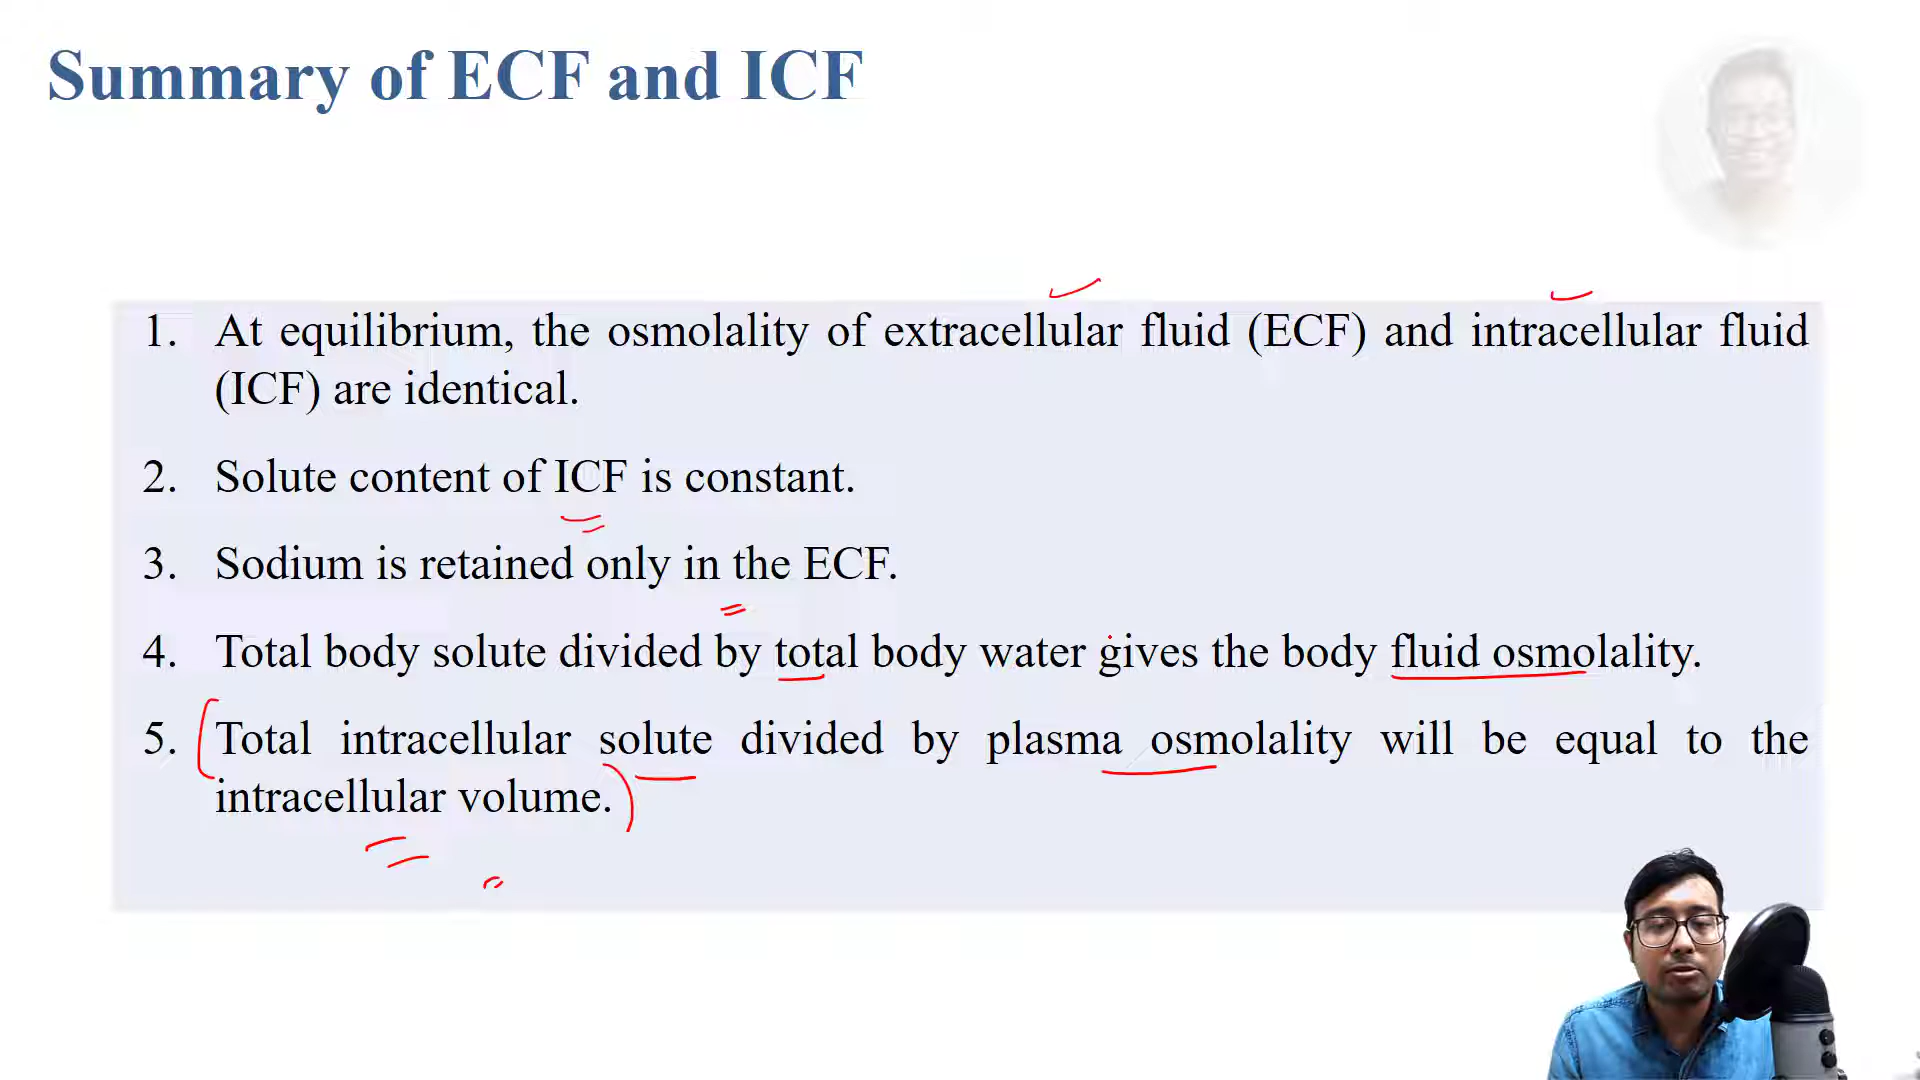 Summary of ECF and ICF
1. At equilibrium, the osmolality of extracellular fluid (ECF) and intracellular fluid
(ICF) are identical.
2. Solute content of ICF is constant.
3. Sodium is retained only in the ECF.
4. Total body solute divided by total body water gives the body fluid osmolality.
5. Total intracellular solute divided by plasma osmolality will be equal to the
intracellular volume.